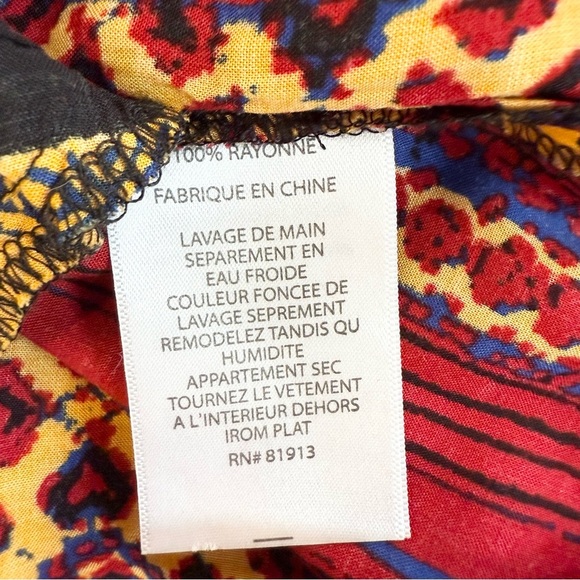 100% RAYONNE
FABRIQUE EN CHINE
LAVAGE DE MAIN
SEPAREMENT EN
EAU FROIDE
COULEUR FONCEE DE
LAVAGE SEPREMENT
REMODELEZ TANDIS QU
HUMIDITE
APPARTEMENT SEC
TOURNEZ LE VETEMENT
A L'INTERIEUR DEHORS
IROM PLAT
RN# 81913